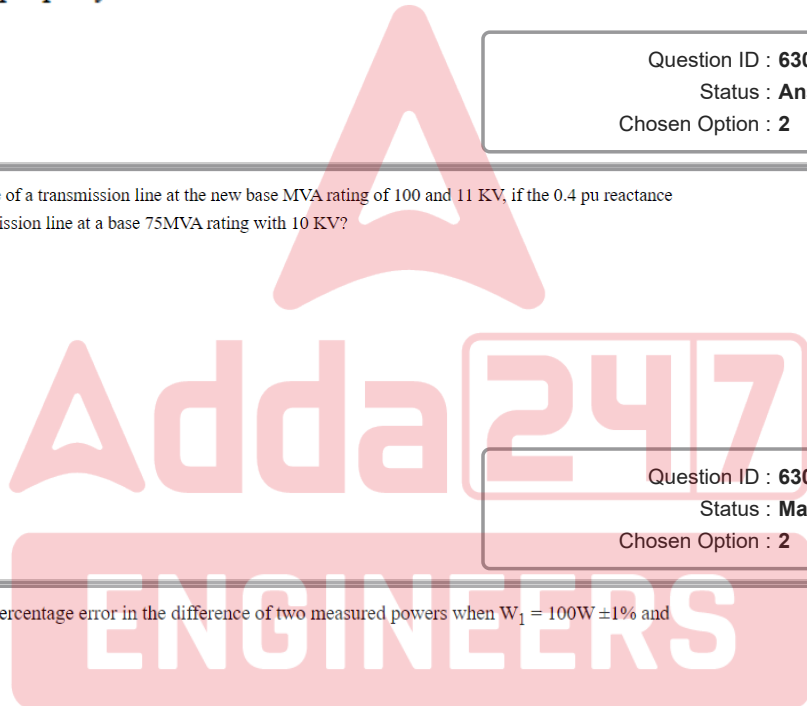 Question ID : 630
Status : An
Chosen Option : 2
of a transmission line at the new base MVA rating of 100 and 11 KV, if the 0.4 pu reactance
ission line at a base 75MVA rating with 10 KV?
Adda247
Question ID : 630
Status : Ma
Chosen Option : 2
ENGINEERS
ercentage error in the difference of two measured powers when W₁ = 100W ±1% and